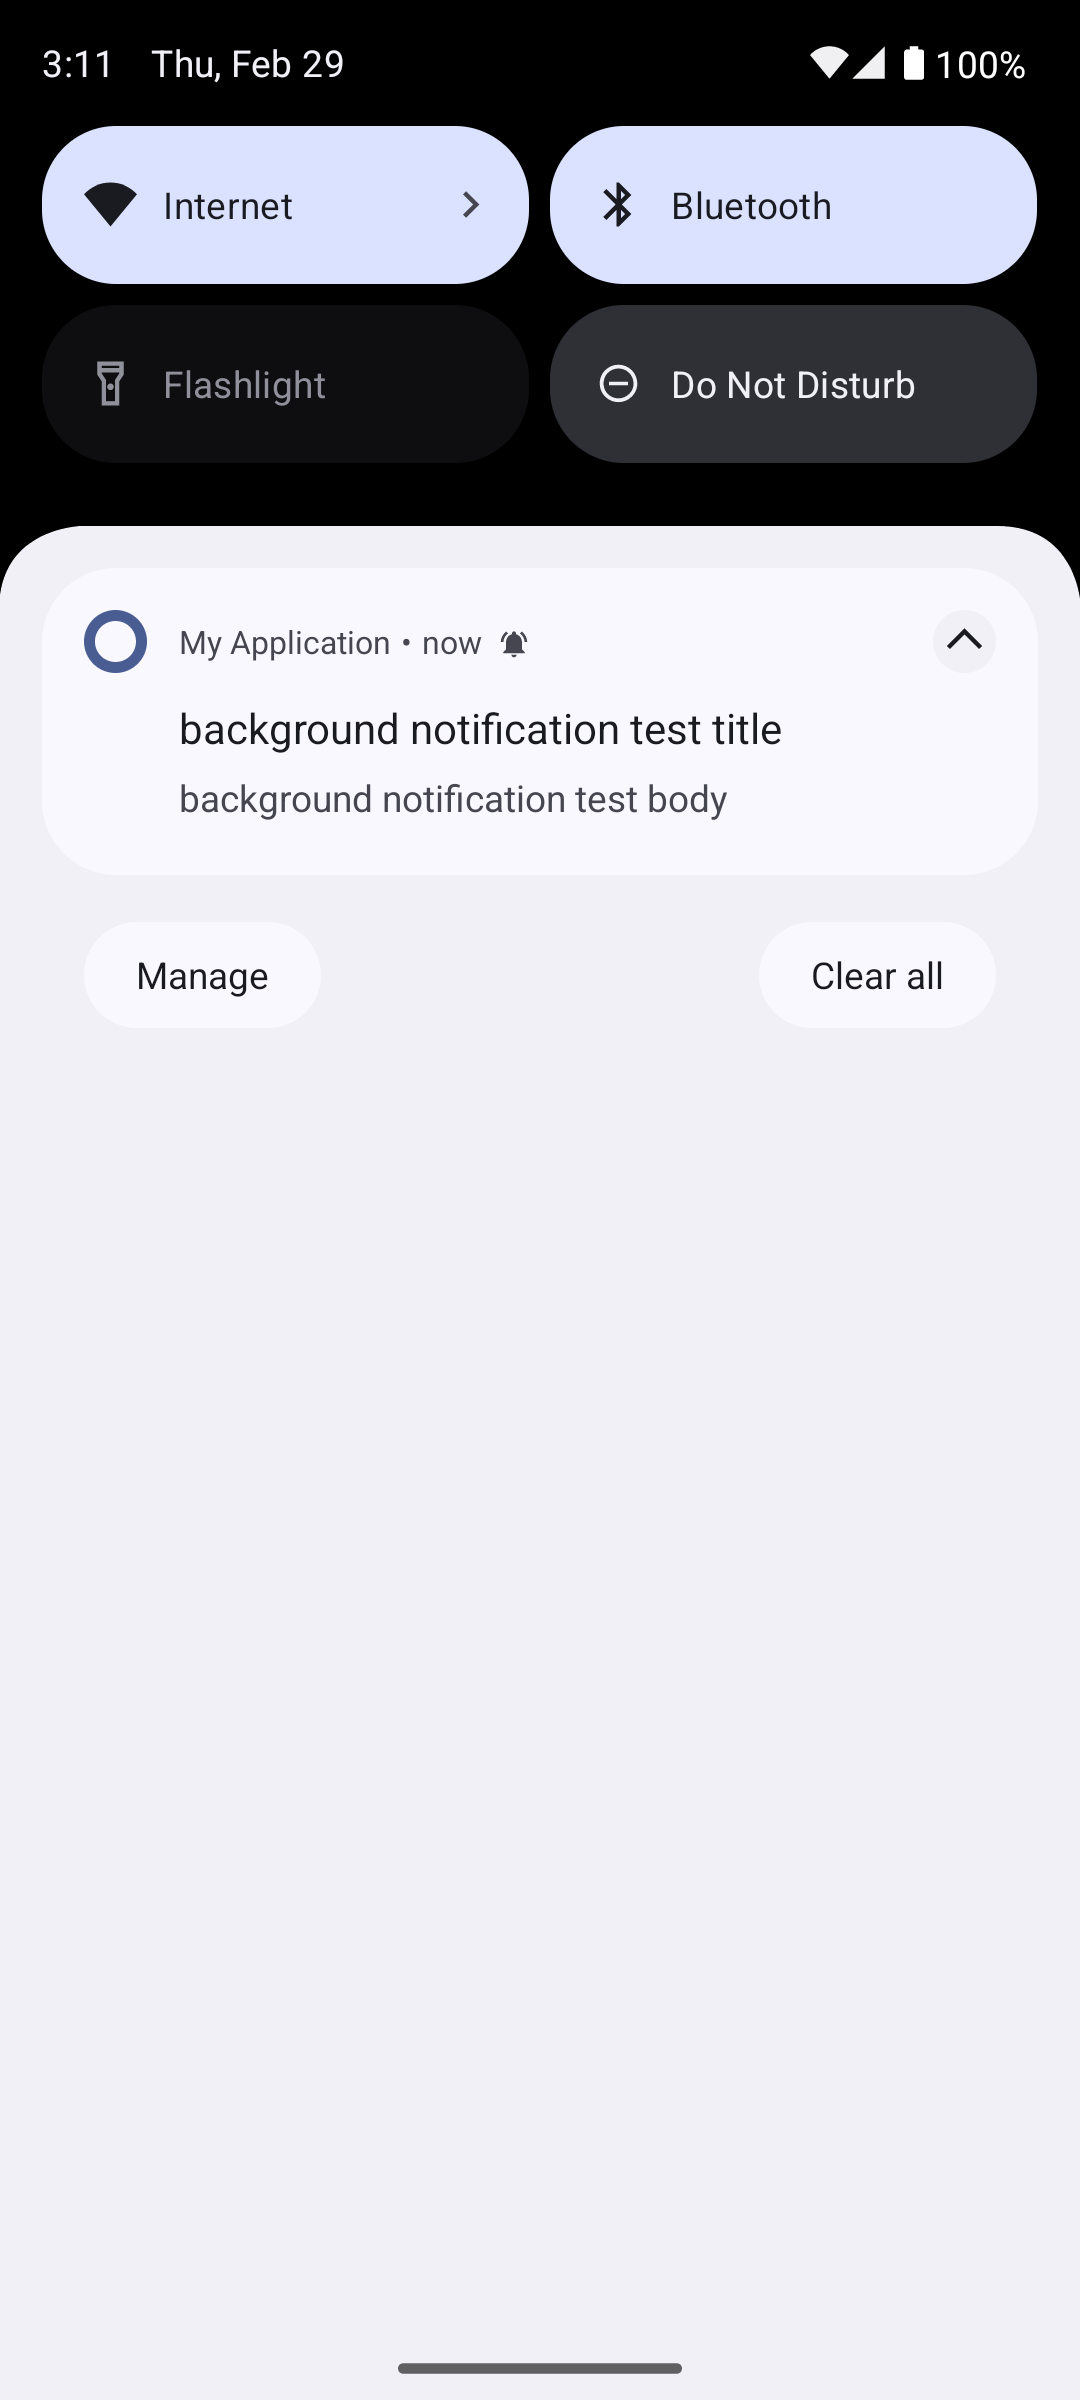 3:11 Thu, Feb 29 100%
Internet Bluetooth
Flashlight Do Not Disturb
My Application • now
background notification test title
background notification test body
Manage Clear all